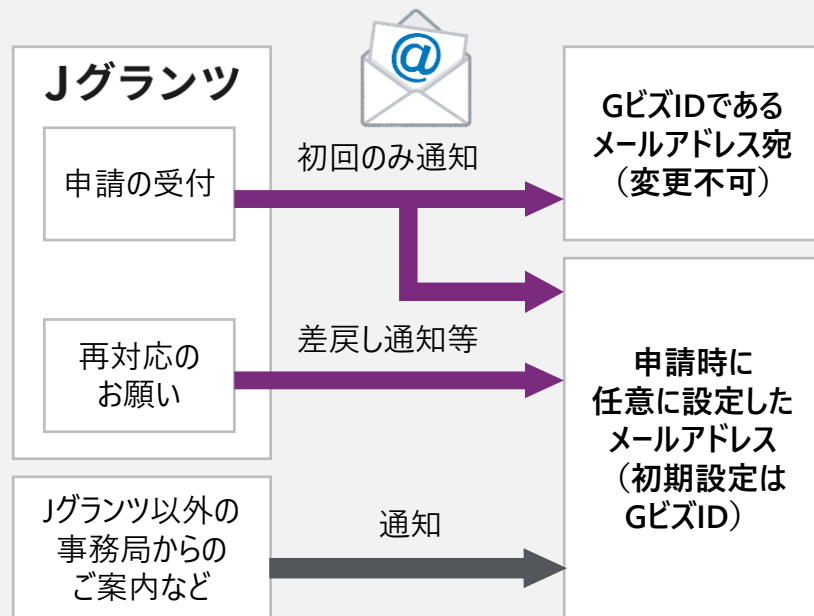 @
Jグランツ
申請の受付
初回のみ通知
GビズIDである
メールアドレス宛
（変更不可）
再対応の
お願い
差戻し通知等
申請時に
任意に設定した
メールアドレス
（初期設定は
GビズID）
Jグランツ以外の
事務局からの
ご案内など
通知